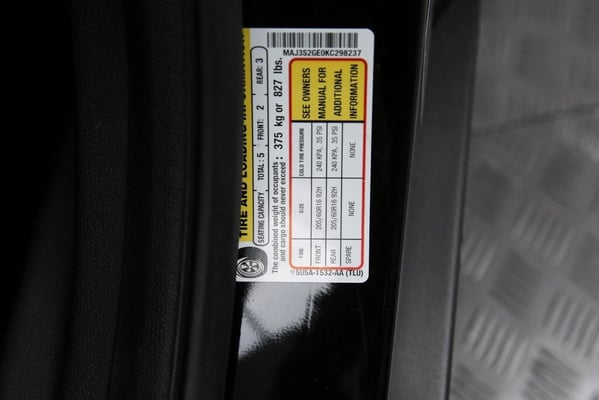 TIRE AND LOADING INFORMATION
SEATING CAPACITY TOTAL: 5 FRONT: 2 REAR: 3
The combined weight of occupants
and cargo should never exceed: 375 kg or 827 lbs.
TIRE SIZE COLD TIRE PRESSURE
FRONT 205/60R16 92H 240 KPA, 35 PSI
REAR 205/60R16 92H 240 KPA, 35 PSI
SPARE NONE NONE
SEE OWNERS
MANUAL FOR
ADDITIONAL
INFORMATION
5USA-1532-AA (TLU)
MAJ3S2GE0KC298237